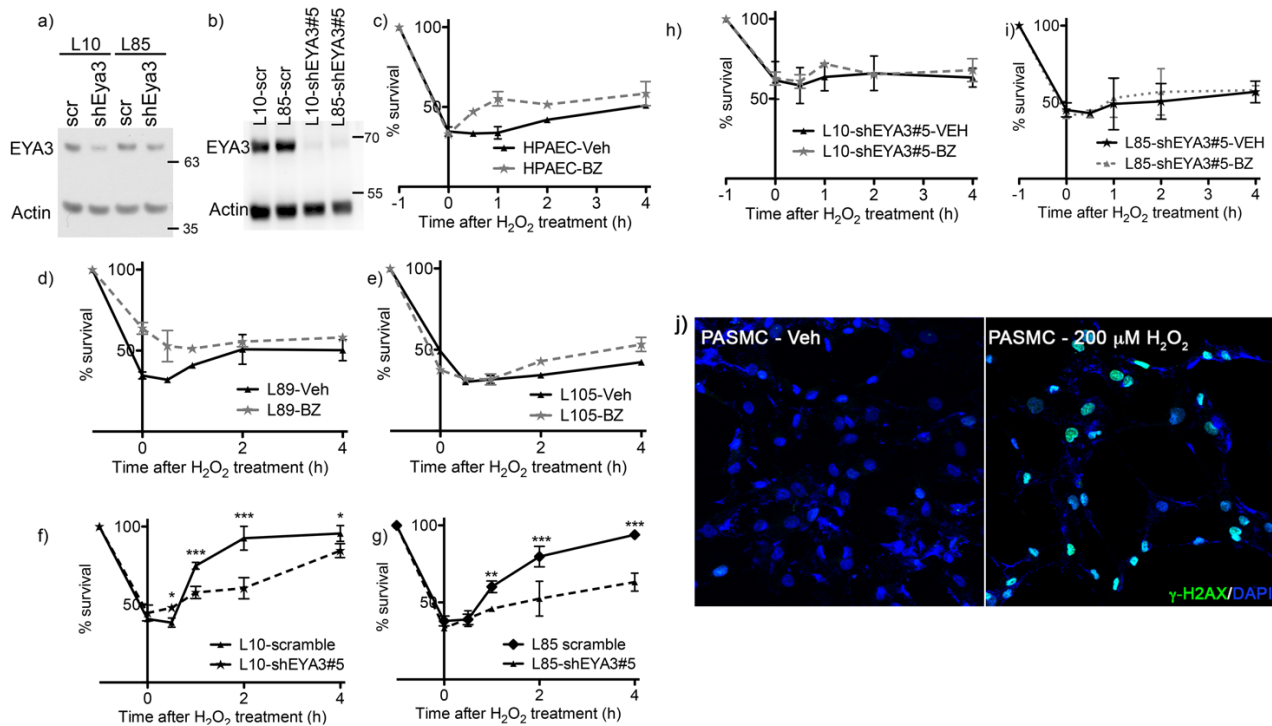 a)
L10 L85
scr shEya3 scr shEya3
EYA3
63
Actin
35
b)
L10-scr L85-scr L10-shEYA3#5 L85-shEYA3#5
EYA3
70
55
Actin
c)
100
% survival
50
HPAEC-Veh
HPAEC-BZ
-1 0 1 2 3 4
Time after H₂O₂ treatment (h)
h)
100
% survival
50
L10-shEYA3#5-VEH
L10-shEYA3#5-BZ
-1 0 1 2 3 4
Time after H₂O₂ treatment (h)
i)
100
% survival
50
L85-shEYA3#5-VEH
L85-shEYA3#5-BZ
-1 0 1 2 3 4
Time after H₂O₂ treatment (h)
d)
100
% survival
50
L89-Veh
L89-BZ
0 2 4
Time after H₂O₂ treatment (h)
e)
100
% survival
50
L105-Veh
L105-BZ
0 2 4
Time after H₂O₂ treatment (h)
f)
100
% survival
50
* *** *** *
L10-scramble
L10-shEYA3#5
0 2 4
Time after H₂O₂ treatment (h)
g)
100
% survival
50
** *** ***
L85 scramble
L85-shEYA3#5
0 2 4
Time after H₂O₂ treatment (h)
j)
PASMC - Veh
PASMC - 200 µM H₂O₂
γ-H2AX/DAPI